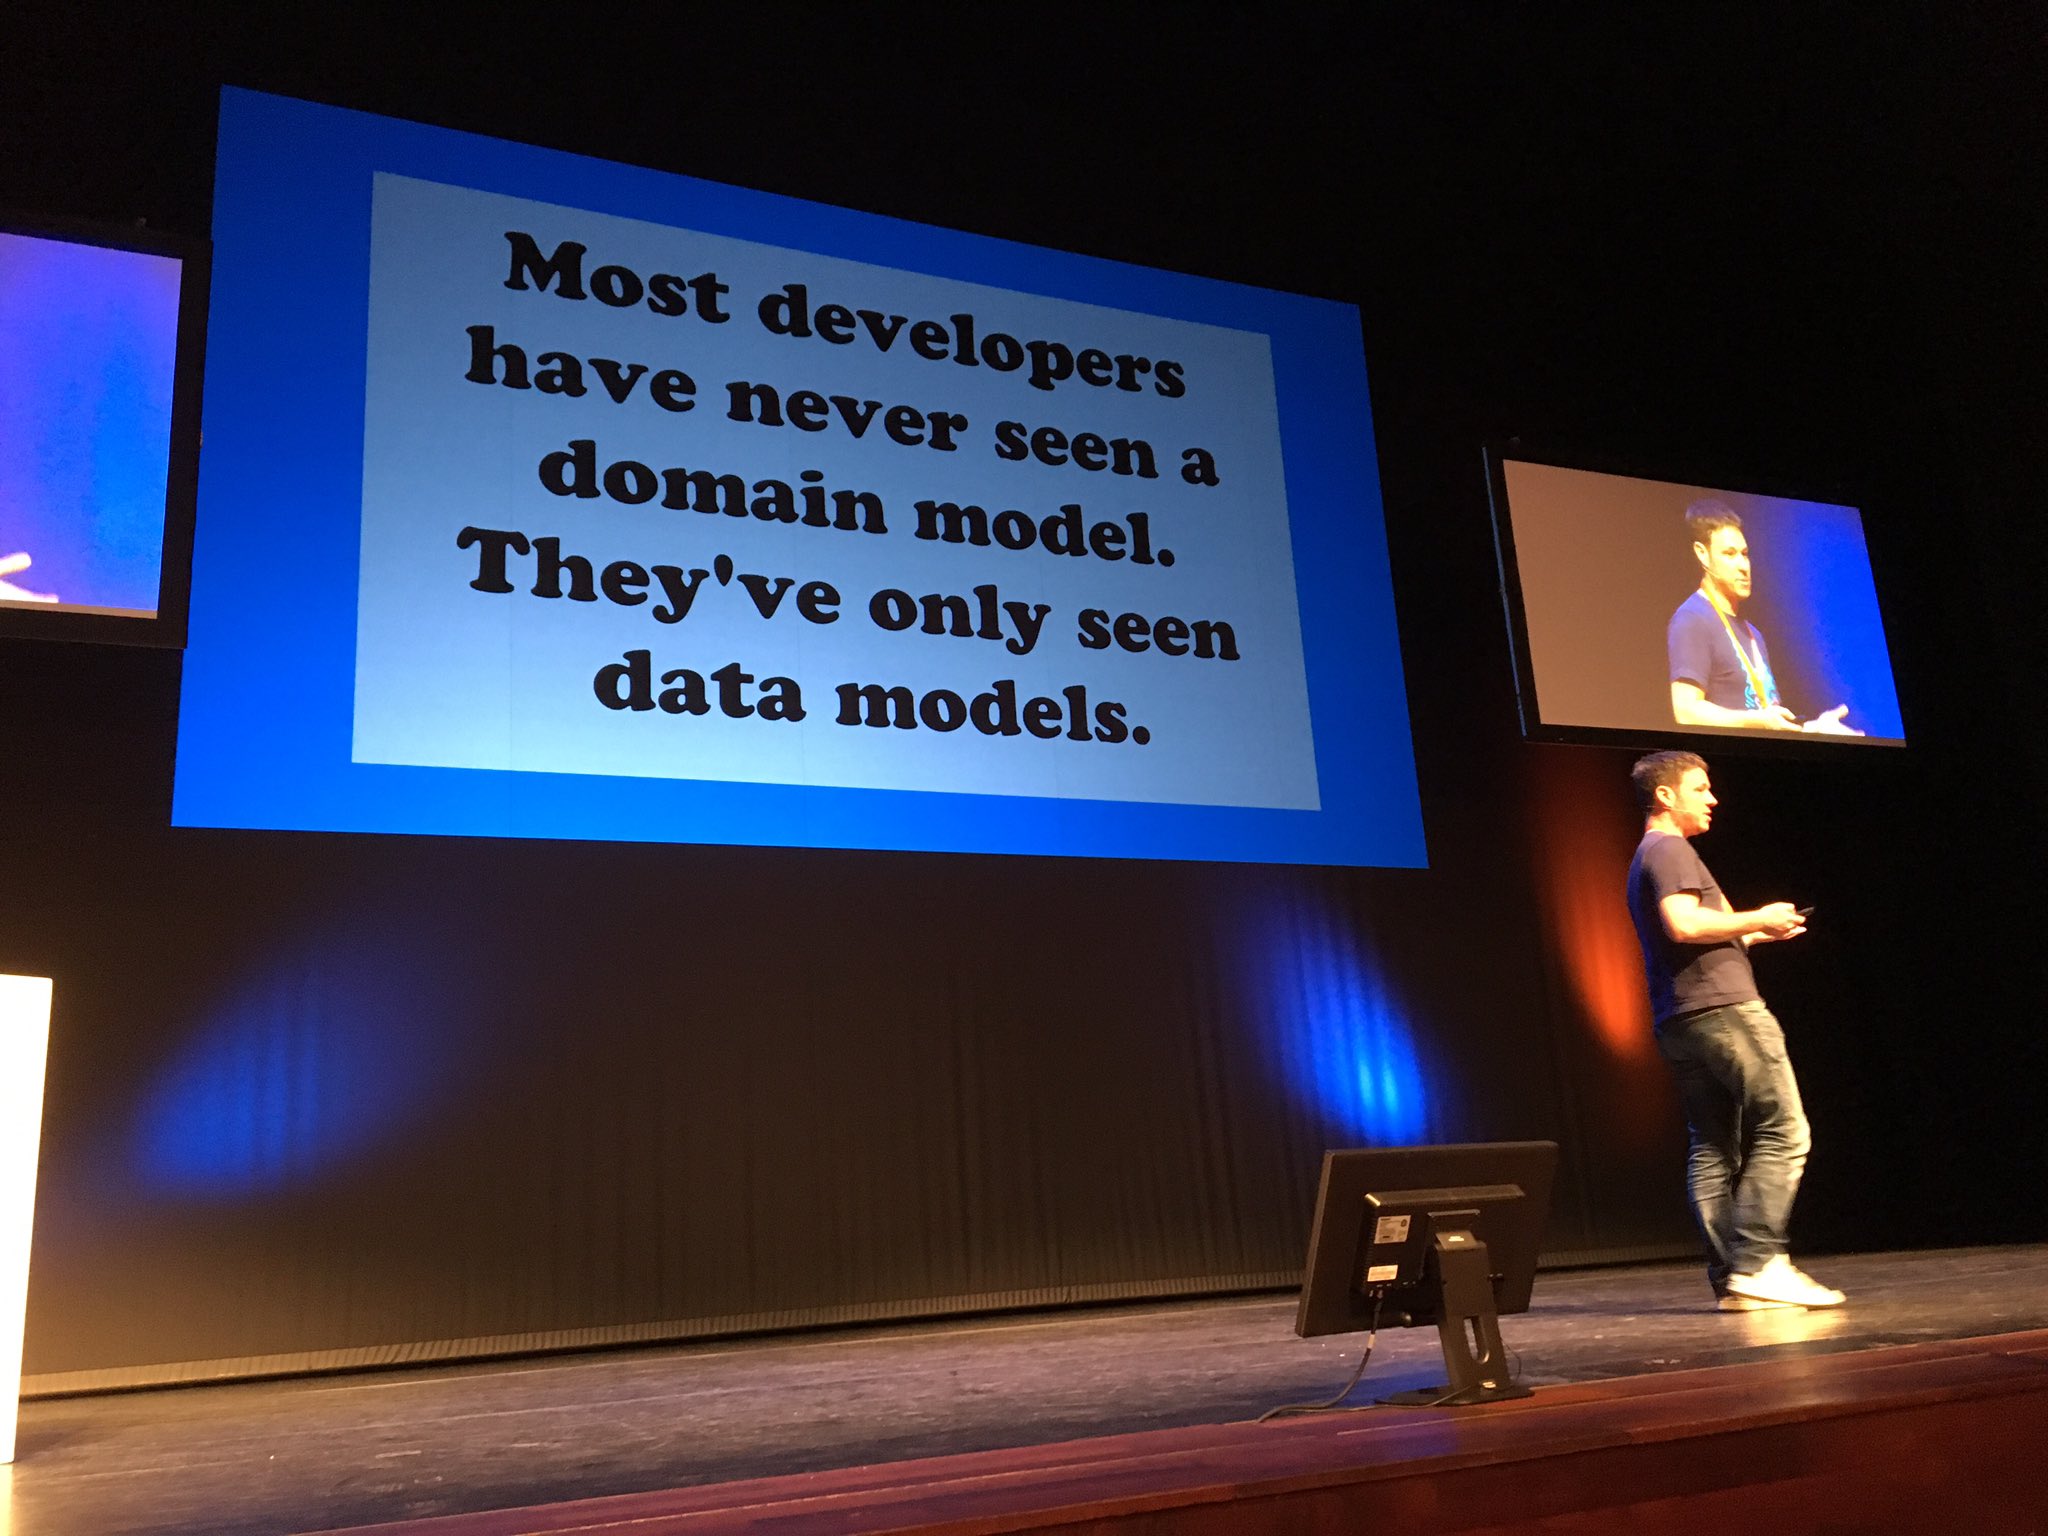 Most developers
have never seen a
domain model.
They've only seen
data models.